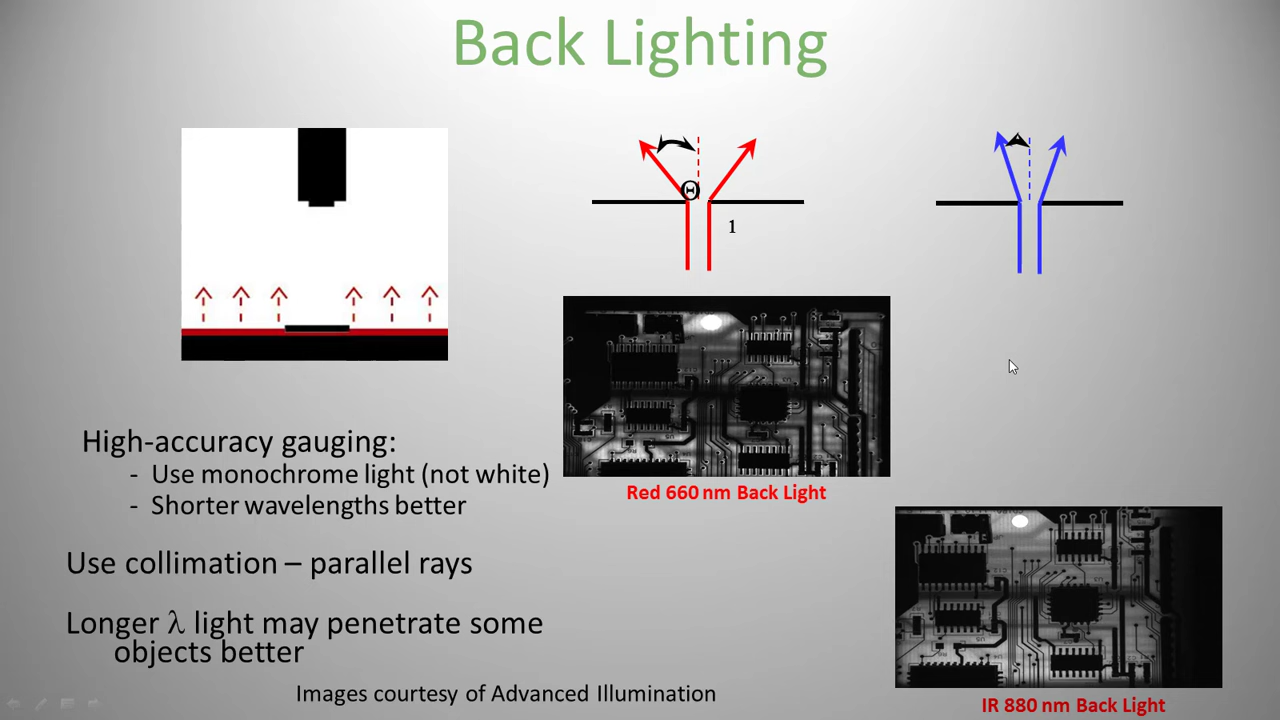 Back Lighting
Θ
1
High-accuracy gauging:
- Use monochrome light (not white)
- Shorter wavelengths better
Red 660 nm Back Light
Use collimation – parallel rays
Longer λ light may penetrate some
objects better
Images courtesy of Advanced Illumination
IR 880 nm Back Light